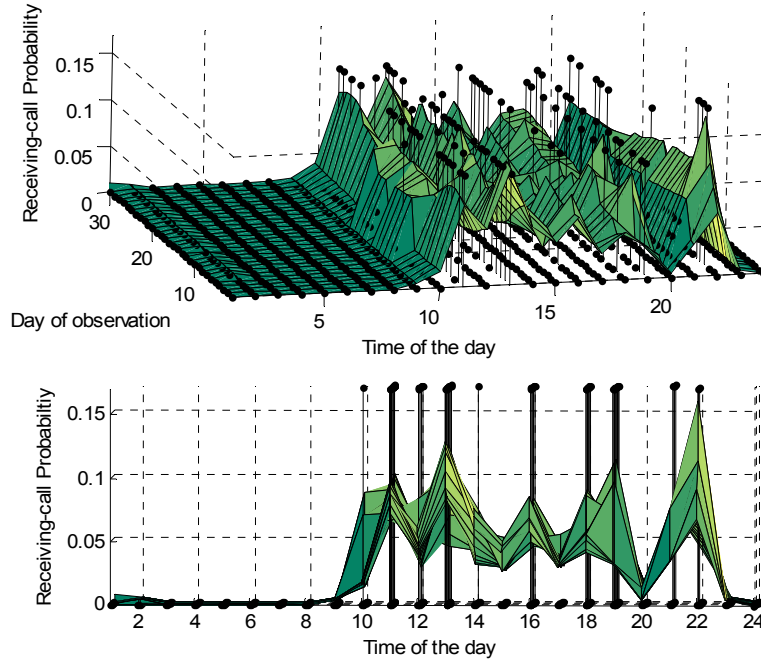 0.15
0.1
0.05
0
Receiving-call Probability
30
20
10
Day of observation
5
10
15
20
Time of the day
0.15
0.1
0.05
0
Receiving-call Probabiltiy
2 4 6 8 10 12 14 16 18 20 22 24
Time of the day